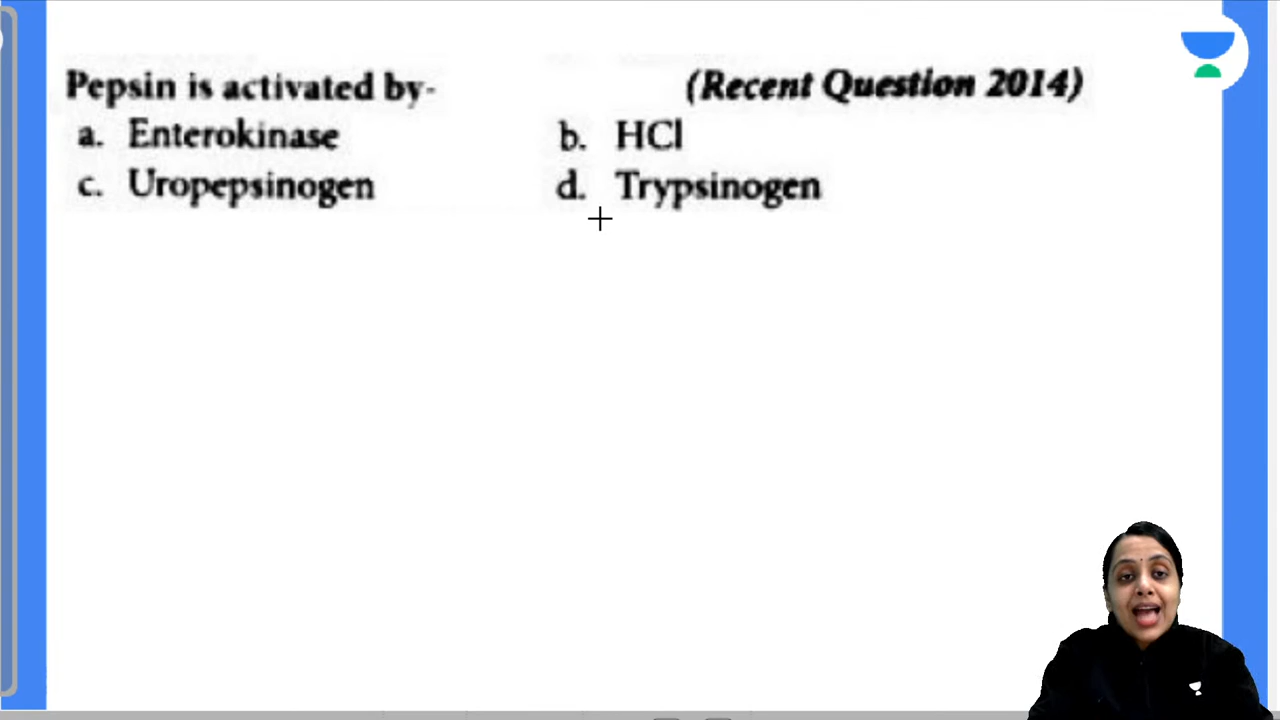 Pepsin is activated by- (Recent Question 2014)
a. Enterokinase b. HCl
c. Uropepsinogen d. Trypsinogen